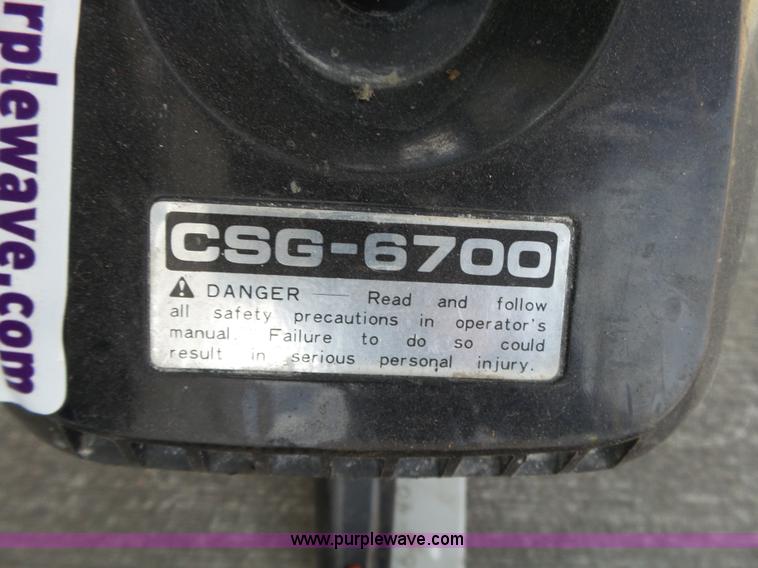 rplewave.com
CSG-6700
⚠ DANGER — Read and follow
all safety precautions in operator's
manual. Failure to do so could
result in serious personal injury.
www.purplewave.com